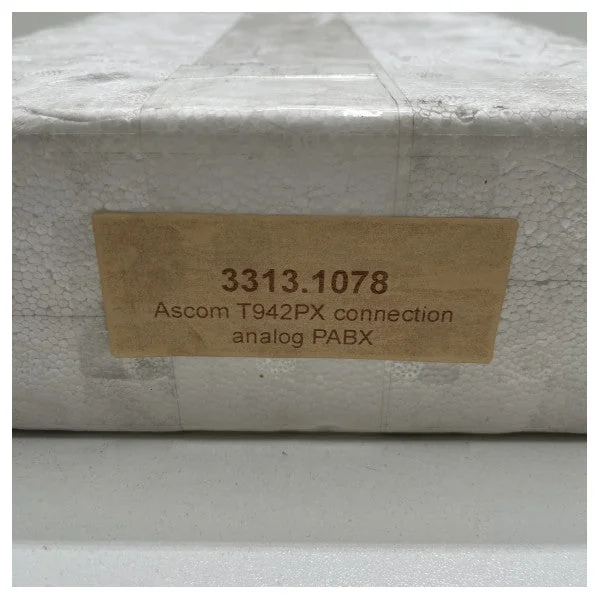 3313.1078
Ascom T942PX connection
analog PABX